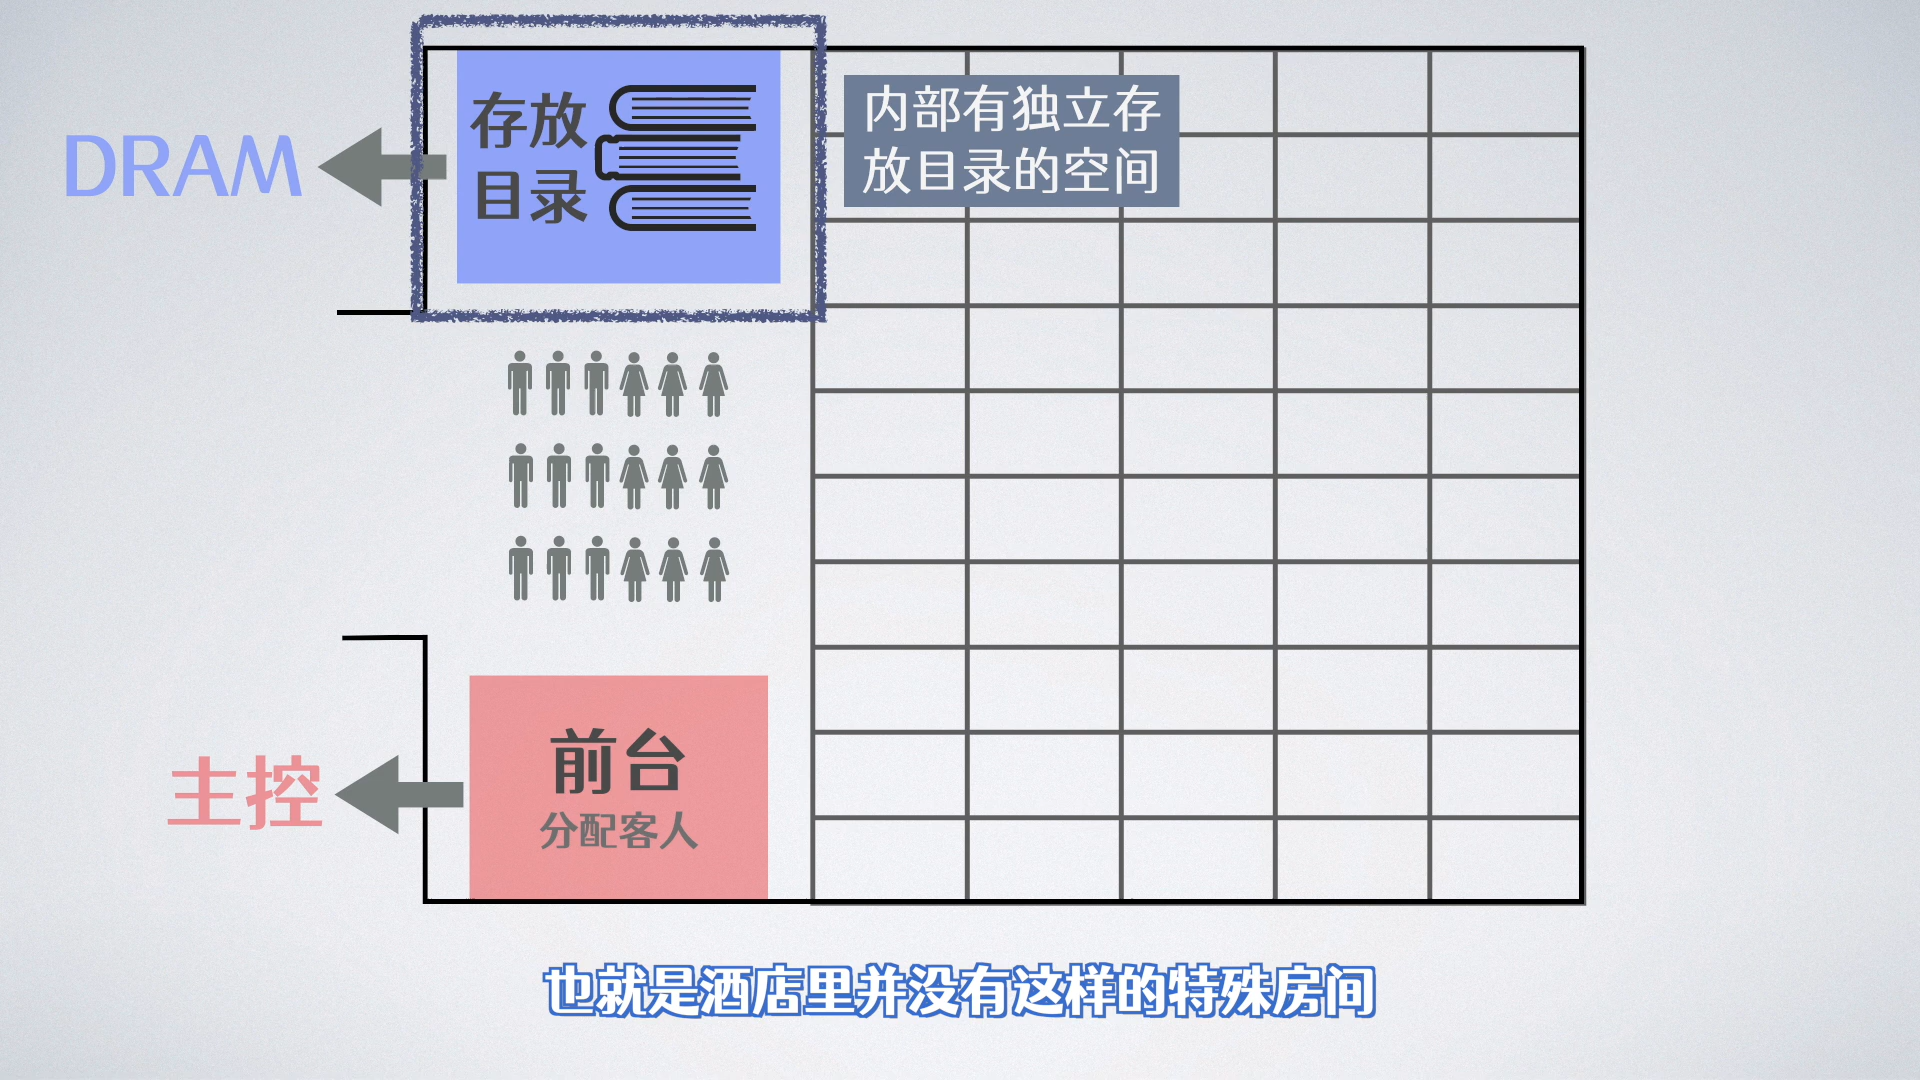 DRAM
存放
目录
内部有独立存
放目录的空间
主控
前台
分配客人
也就是酒店里并没有这样的特殊房间